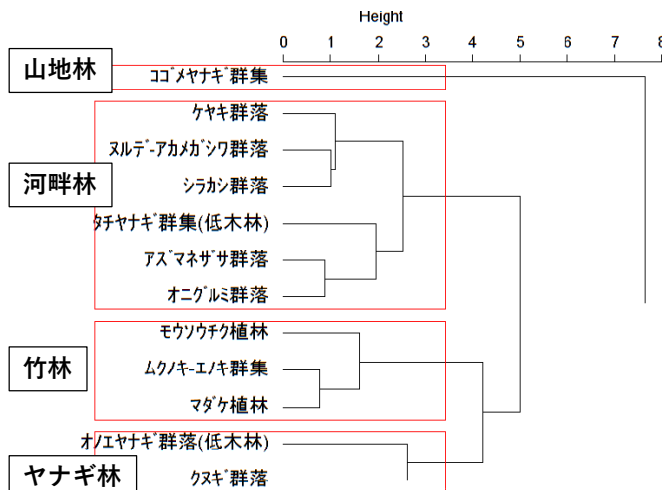 Height
0 1 2 3 4 5 6 7 8
山地林
ｺｺﾞﾒﾔﾅｷﾞ群集
ｹﾔｷ群落
ﾇﾙﾃﾞ-ｱｶﾒｶﾞｼﾜ群落
河畔林
ｼﾗｶｼ群落
ﾀﾁﾔﾅｷﾞ群集(低木林)
ｱｽﾞﾏﾈｻﾞｻ群落
ｵﾆｸﾞﾙﾐ群落
ﾓｳｿｳﾁｸ植林
竹林
ﾑｸﾉｷ-ｴﾉｷ群集
ﾏﾀﾞｹ植林
ｵﾉｴﾔﾅｷﾞ群落(低木林)
ヤナギ林
ｸﾇｷﾞ群落